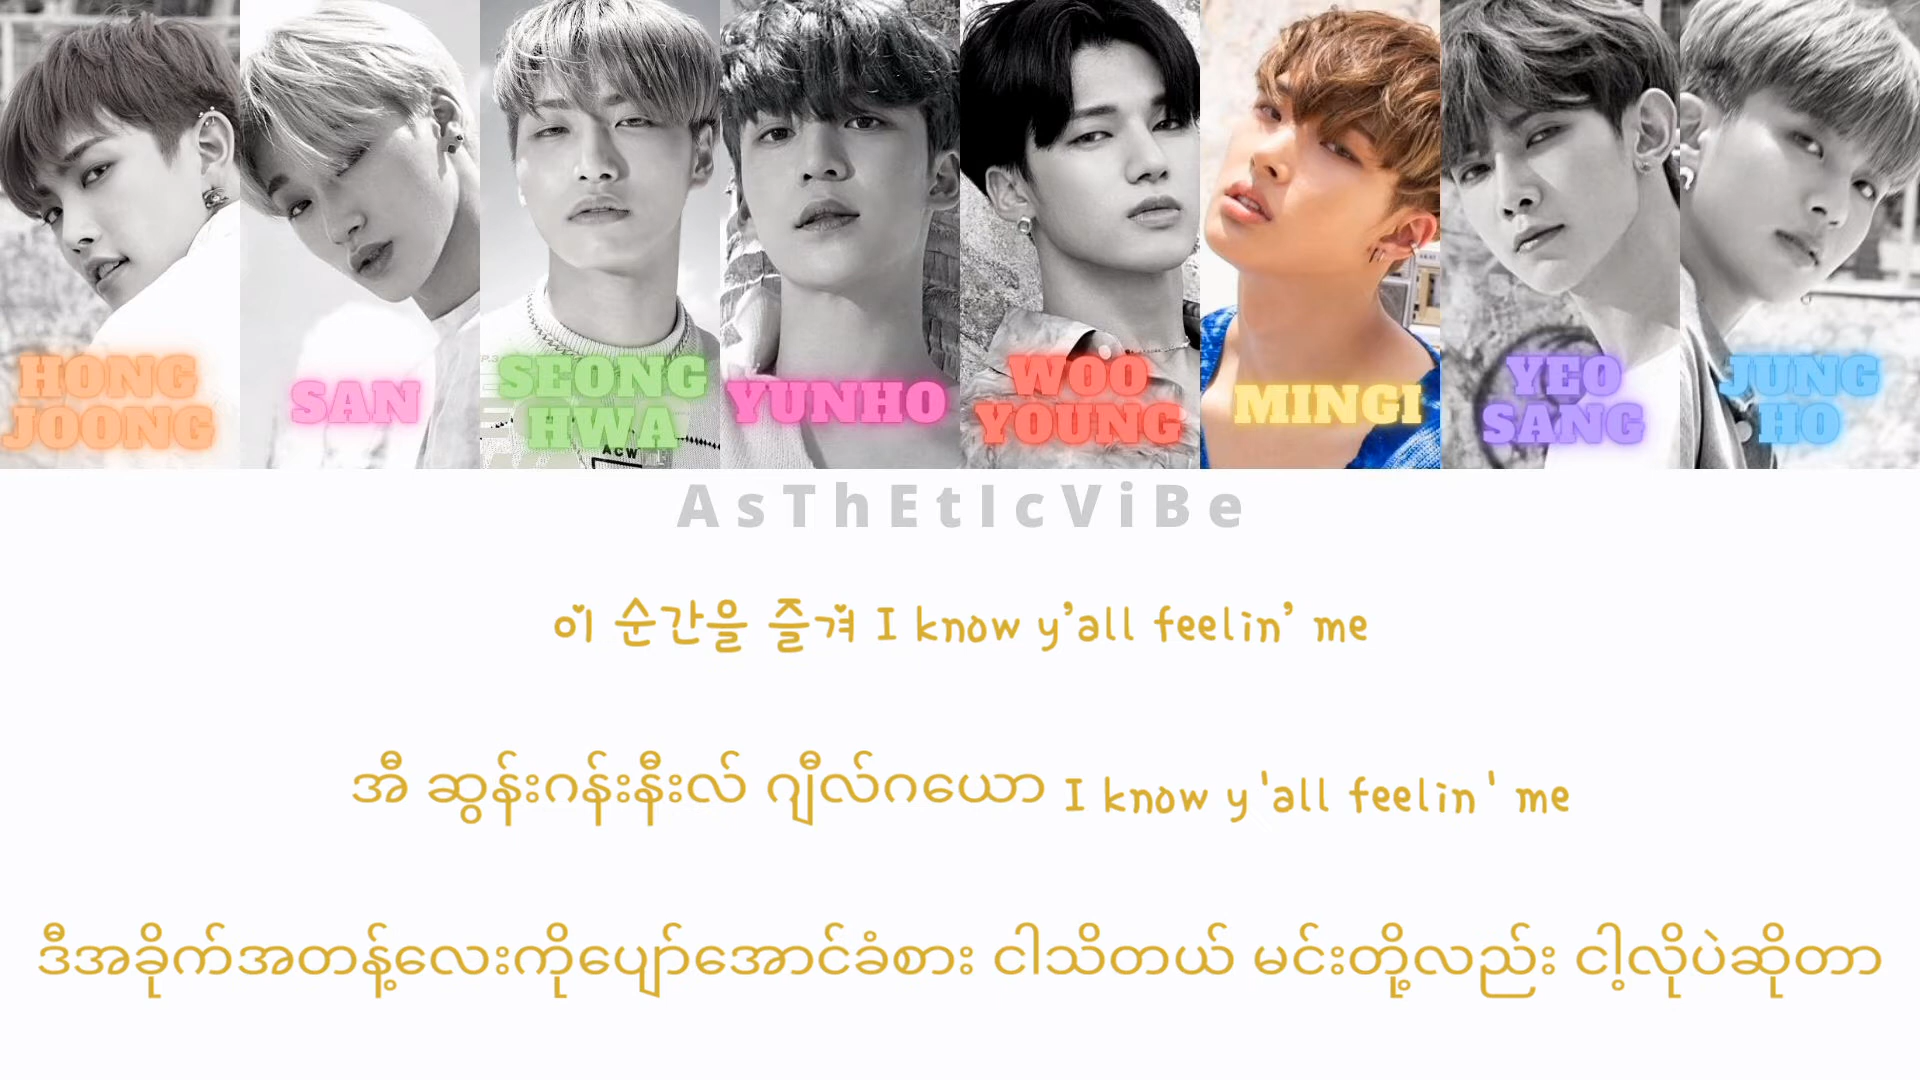 HONG
JOONG
SAN
SEONG
HWA
YUNHO
WOO
YOUNG
MINGI
YEO
SANG
JUNG
HO
ACW
AsThEtIcViBe
이 순간을 즐겨 I know y’all feelin’ me
အီ ဆွန်းဂန်းနီးလ် ဂျီလ်ဂယော I know y'all feelin' me
ဒီအခိုက်အတန့်လေးကိုပျော်အောင်ခံစား ငါသိတယ် မင်းတို့လည်း ငါ့လိုပဲဆိုတာ